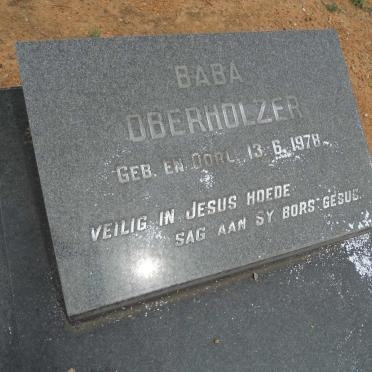 BABA
OBERHOLZER
GEB. EN OORL. 13.6.1978
VEILIG IN JESUS HOEDE
SAG AAN SY BORS GESUS.